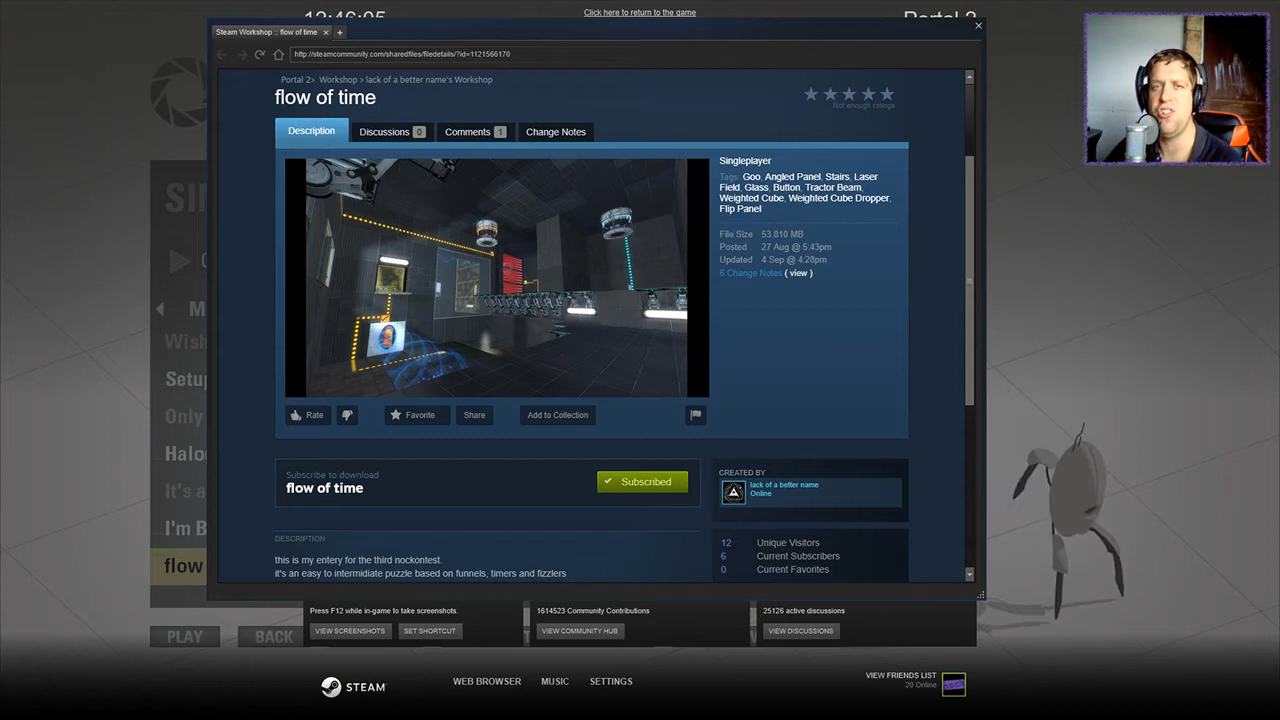 12:46:05
Click here to return to the game
Portal 2
Steam Workshop :: flow of time
http://steamcommunity.com/sharedfiles/filedetails/?id=1121566170
Portal 2> Workshop > lack of a better name's Workshop
flow of time
Not enough ratings
Description
Discussions 0
Comments 1
Change Notes
Singleplayer
Tags: Goo, Angled Panel, Stairs, Laser
Field, Glass, Button, Tractor Beam,
Weighted Cube, Weighted Cube Dropper,
Flip Panel
File Size 53.810 MB
Posted 27 Aug @ 5:43pm
Updated 4 Sep @ 4:28pm
6 Change Notes ( view )
Rate
Favorite
Share
Add to Collection
Subscribe to download
flow of time
Subscribed
CREATED BY
lack of a better name
Online
DESCRIPTION
this is my entery for the third nockontest.
it's an easy to intermidiate puzzle based on funnels, timers and fizzlers
12 Unique Visitors
6 Current Subscribers
0 Current Favorites
SI
M
Wish
Setup
Only
Halo
It's a
I'm B
flow
PLAY
BACK
Press F12 while in-game to take screenshots.
VIEW SCREENSHOTS
SET SHORTCUT
1614523 Community Contributions
VIEW COMMUNITY HUB
25126 active discussions
VIEW DISCUSSIONS
STEAM
WEB BROWSER
MUSIC
SETTINGS
VIEW FRIENDS LIST
20 Online